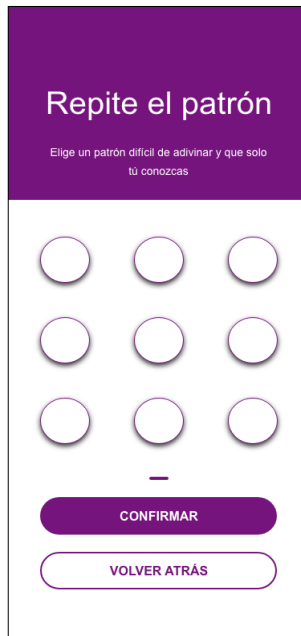 Repite el patrón
Elige un patrón difícil de adivinar y que solo
tú conozcas
CONFIRMAR
VOLVER ATRÁS